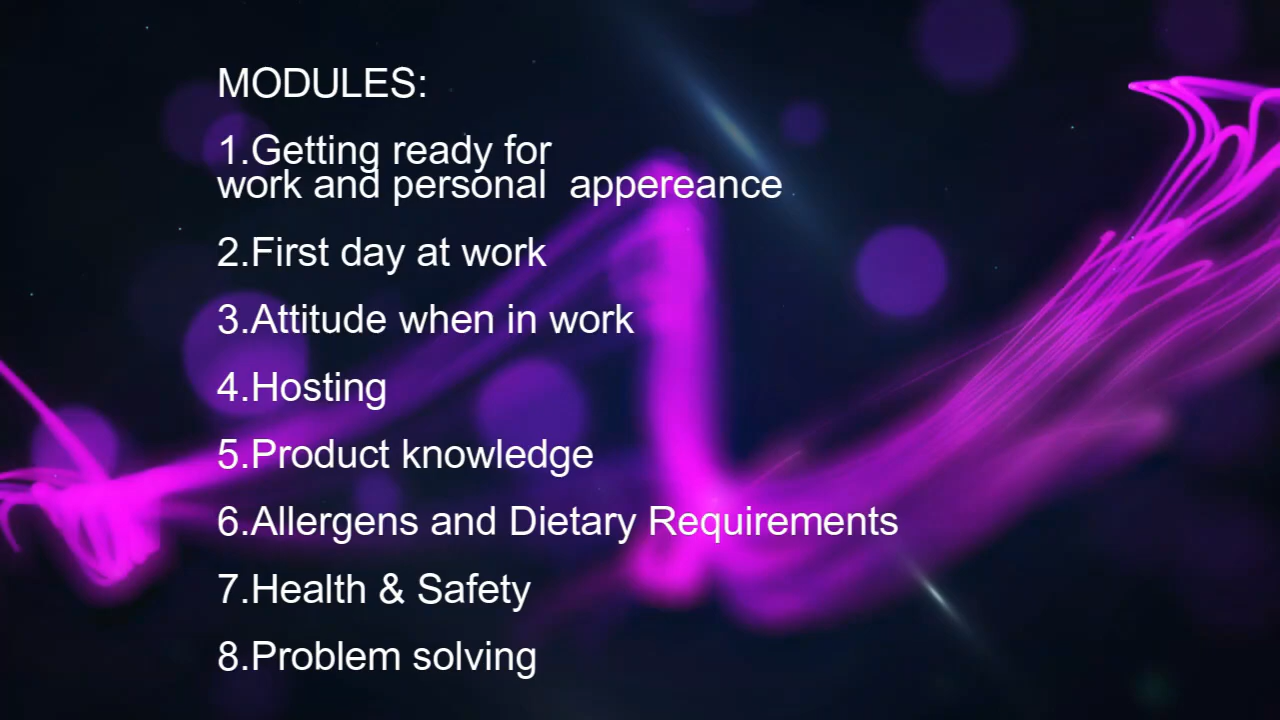 MODULES:
1.Getting ready for
work and personal  appereance
2.First day at work
3.Attitude when in work
4.Hosting
5.Product knowledge
6.Allergens and Dietary Requirements
7.Health & Safety
8.Problem solving